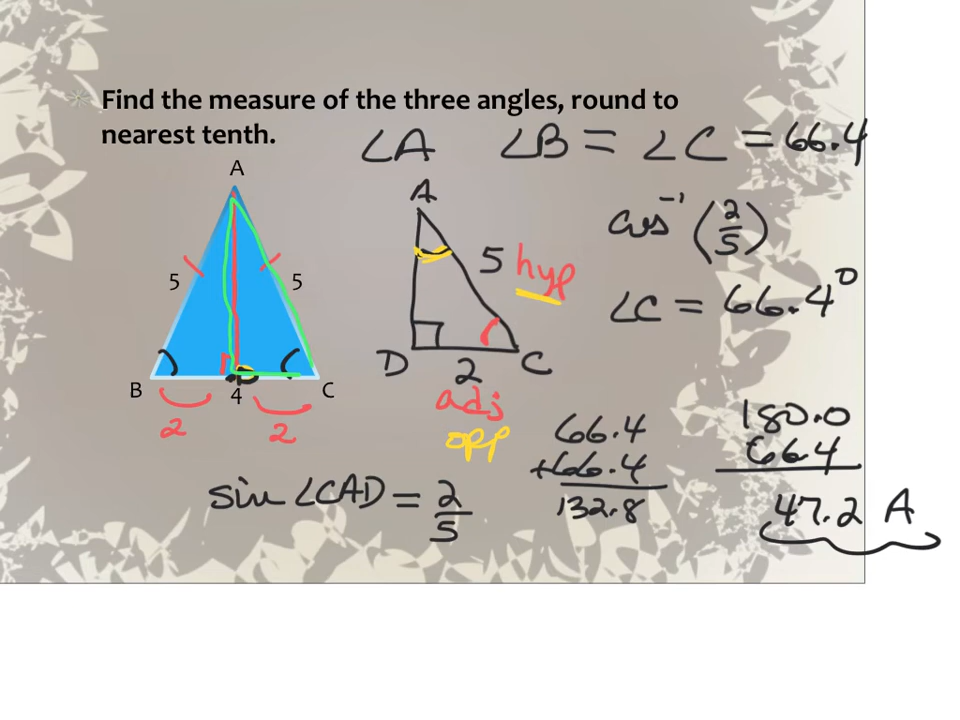 Find the measure of the three angles, round to
nearest tenth.
∠A ∠B = ∠C = 66.4
A
5
5
B
4
C
2
2
A
5 hyp
D
2
C
adj
opp
cos⁻¹ (2/5)
∠C = 66.4°
sin ∠CAD = 2/5
66.4
+66.4
132.8
180.0
66.4
47.2 A